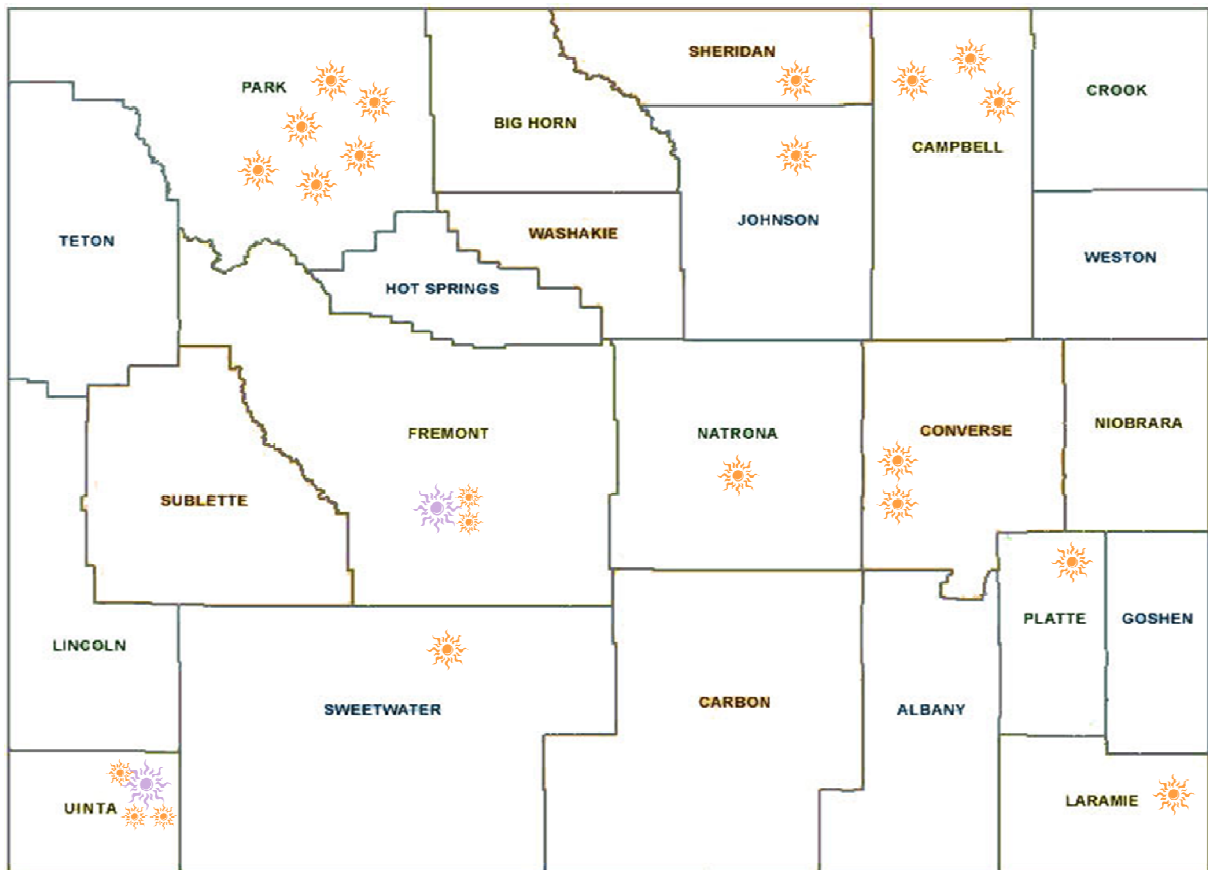 SHERIDAN
PARK
CROOK
BIG HORN
CAMPBELL
JOHNSON
WASHAKIE
TETON
WESTON
HOT SPRINGS
FREMONT
NATRONA
CONVERSE
NIOBRARA
SUBLETTE
PLATTE
GOSHEN
LINCOLN
CARBON
SWEETWATER
ALBANY
LARAMIE
UINTA